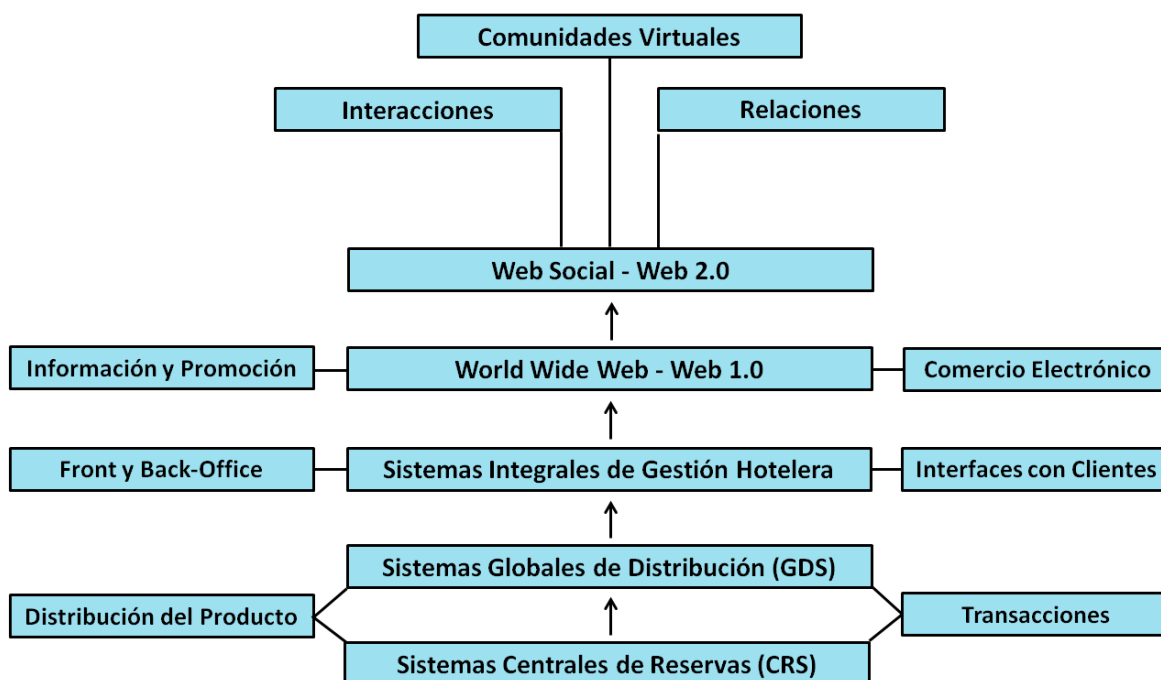 Comunidades Virtuales
Interacciones
Relaciones
Web Social - Web 2.0
Información y Promoción
World Wide Web - Web 1.0
Comercio Electrónico
Front y Back-Office
Sistemas Integrales de Gestión Hotelera
Interfaces con Clientes
Sistemas Globales de Distribución (GDS)
Distribución del Producto
Transacciones
Sistemas Centrales de Reservas (CRS)